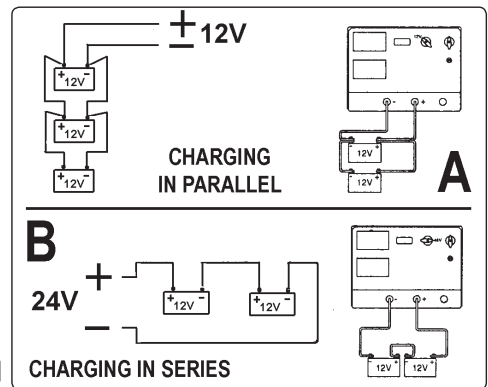 + 12V
−
+ −
12V
+ −
12V
+ −
12V
CHARGING
IN PARALLEL
- +
- +
12V
- +
12V
A
B
+
24V
−
+ −
12V
+ −
12V
CHARGING IN SERIES
- +
- + - +
12V 12V